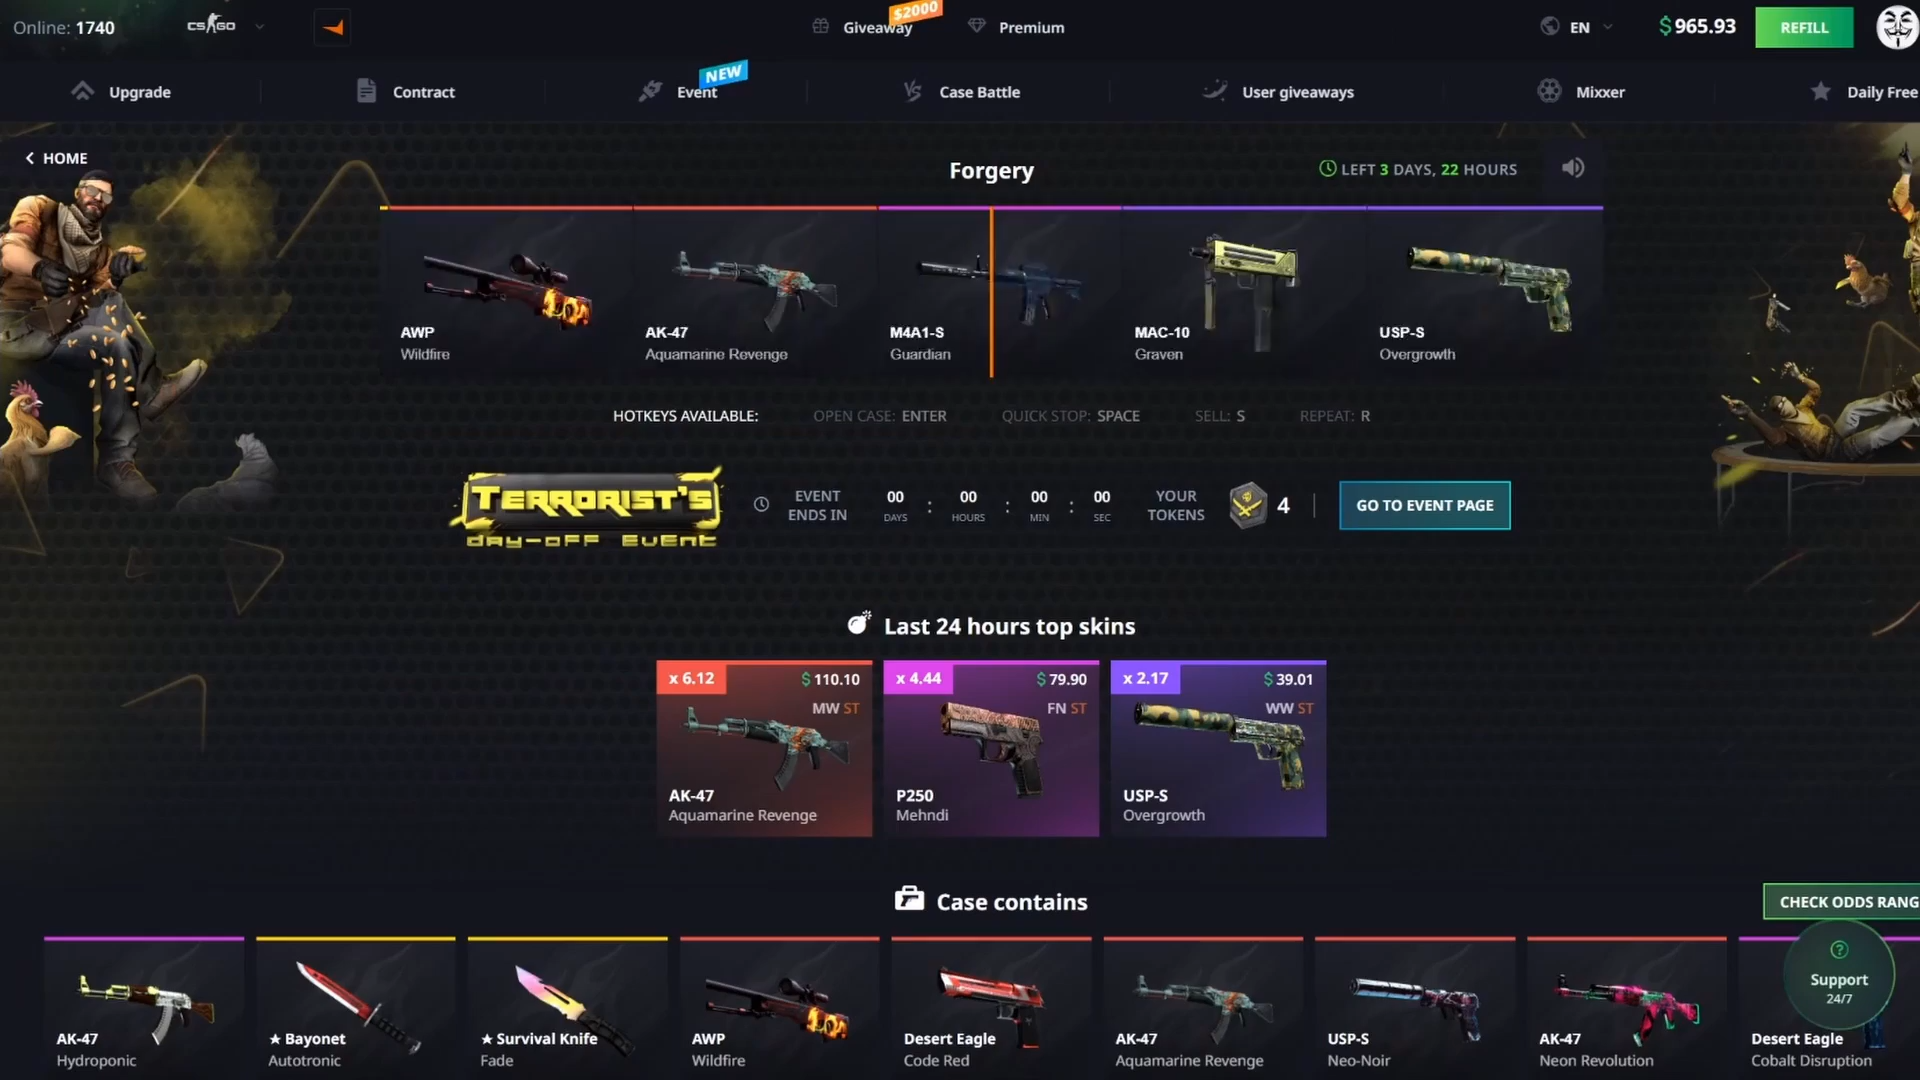 Online: 1740
CS GO
Giveaway
$2000
Premium
EN
$965.93
REFILL
Upgrade
Contract
Event
NEW
VS
Case Battle
User giveaways
Mixxer
Daily Free
HOME
Forgery
LEFT 3 DAYS, 22 HOURS
AWP
Wildfire
AK-47
Aquamarine Revenge
M4A1-S
Guardian
MAC-10
Graven
USP-S
Overgrowth
HOTKEYS AVAILABLE: OPEN CASE: ENTER QUICK STOP: SPACE SELL: S REPEAT: R
TERRORIST'S
DAY-OFF EVENT
EVENT
ENDS IN
00 : 00 : 00 : 00
DAYS HOURS MIN SEC
YOUR
TOKENS
4
GO TO EVENT PAGE
Last 24 hours top skins
x 6.12
$110.10
MW ST
AK-47
Aquamarine Revenge
x 4.44
$79.90
FN ST
P250
Mehndi
x 2.17
$39.01
WW ST
USP-S
Overgrowth
Case contains
CHECK ODDS RANG
AK-47
Hydroponic
★ Bayonet
Autotronic
★ Survival Knife
Fade
AWP
Wildfire
Desert Eagle
Code Red
AK-47
Aquamarine Revenge
USP-S
Neo-Noir
AK-47
Neon Revolution
Desert Eagle
Cobalt Disruption
?
Support
24/7